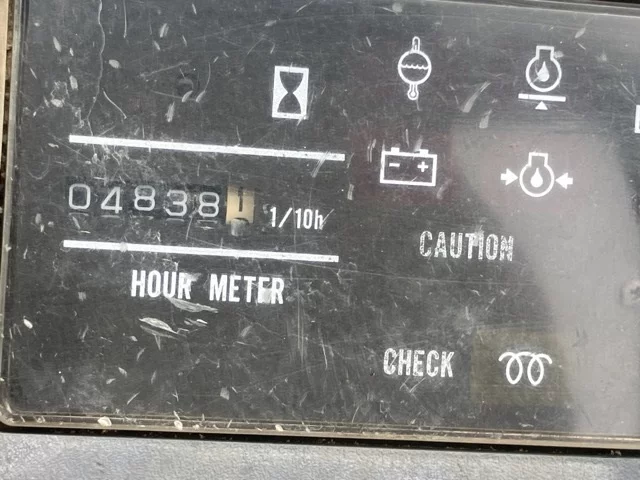 04838 1/10h
CAUTION
HOUR METER
CHECK